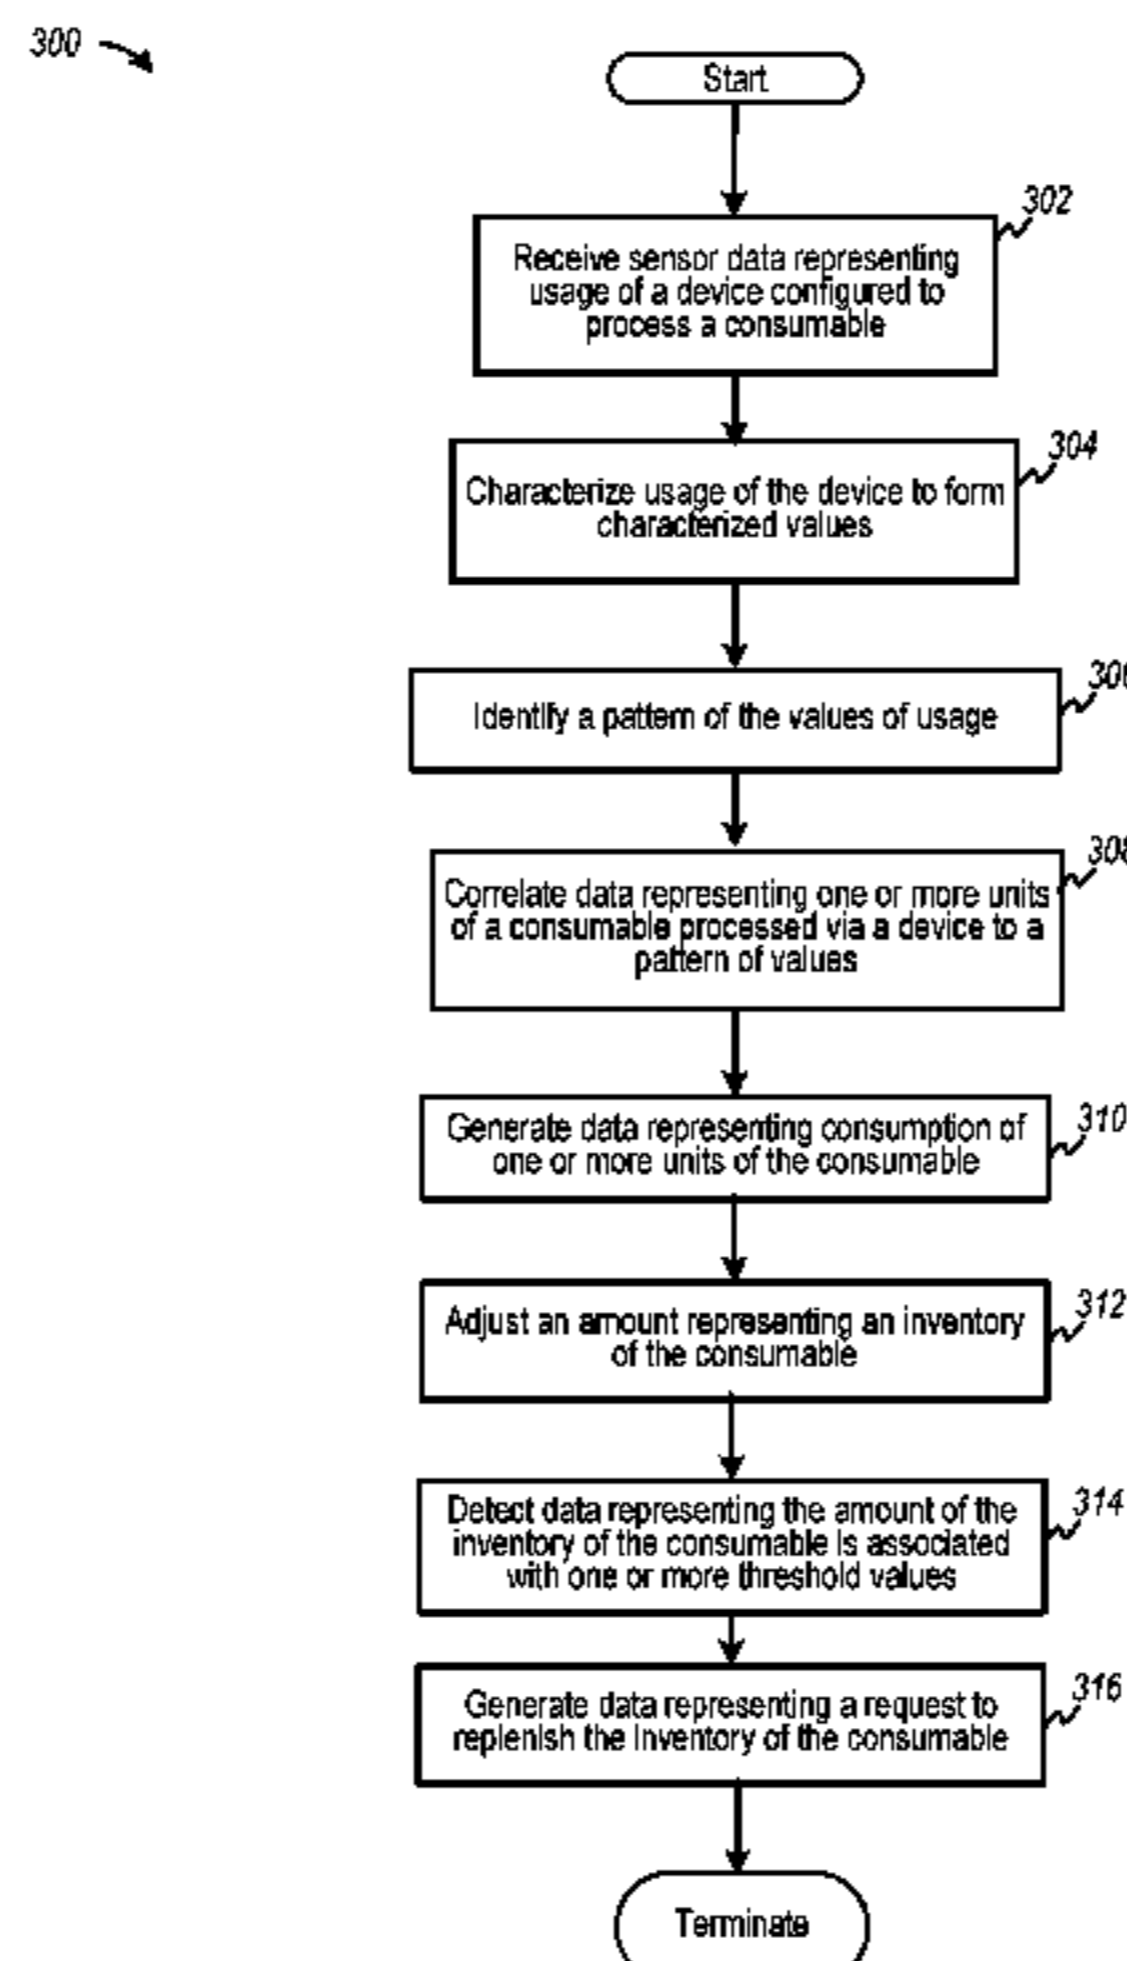 300
Start
302
Receive sensor data representing
usage of a device configured to
process a consumable
304
Characterize usage of the device to form
characterized values
306
Identify a pattern of the values of usage
308
Correlate data representing one or more units
of a consumable processed via a device to a
pattern of values
310
Generate data representing consumption of
one or more units of the consumable
312
Adjust an amount representing an inventory
of the consumable
314
Detect data representing the amount of the
inventory of the consumable is associated
with one or more threshold values
316
Generate data representing a request to
replenish the inventory of the consumable
Terminate